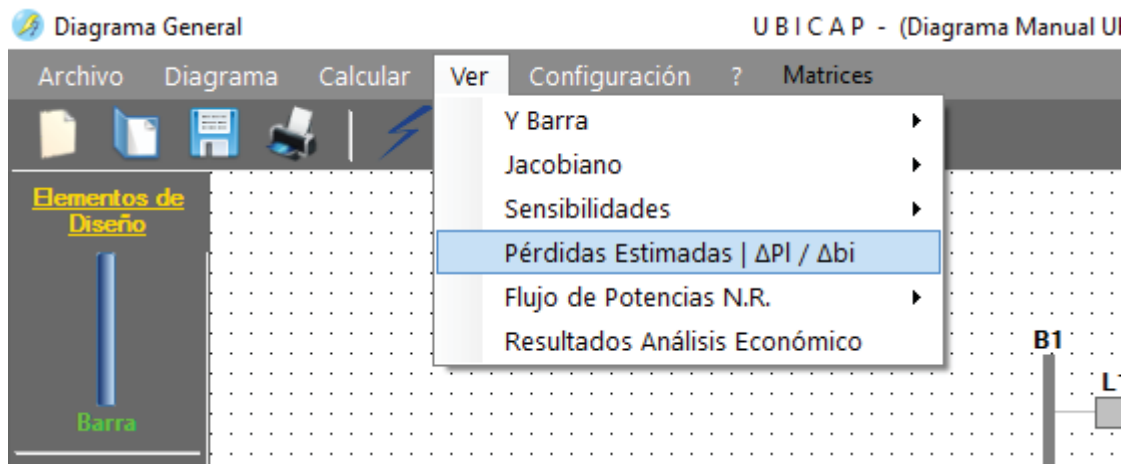 Diagrama General
U B I C A P - (Diagrama Manual
Archivo Diagrama Calcular Ver Configuración ? Matrices
Y Barra
Jacobiano
Sensibilidades
Pérdidas Estimadas | ΔPl / Δbi
Flujo de Potencias N.R.
Resultados Análisis Económico
Elementos de
Diseño
Barra
B1